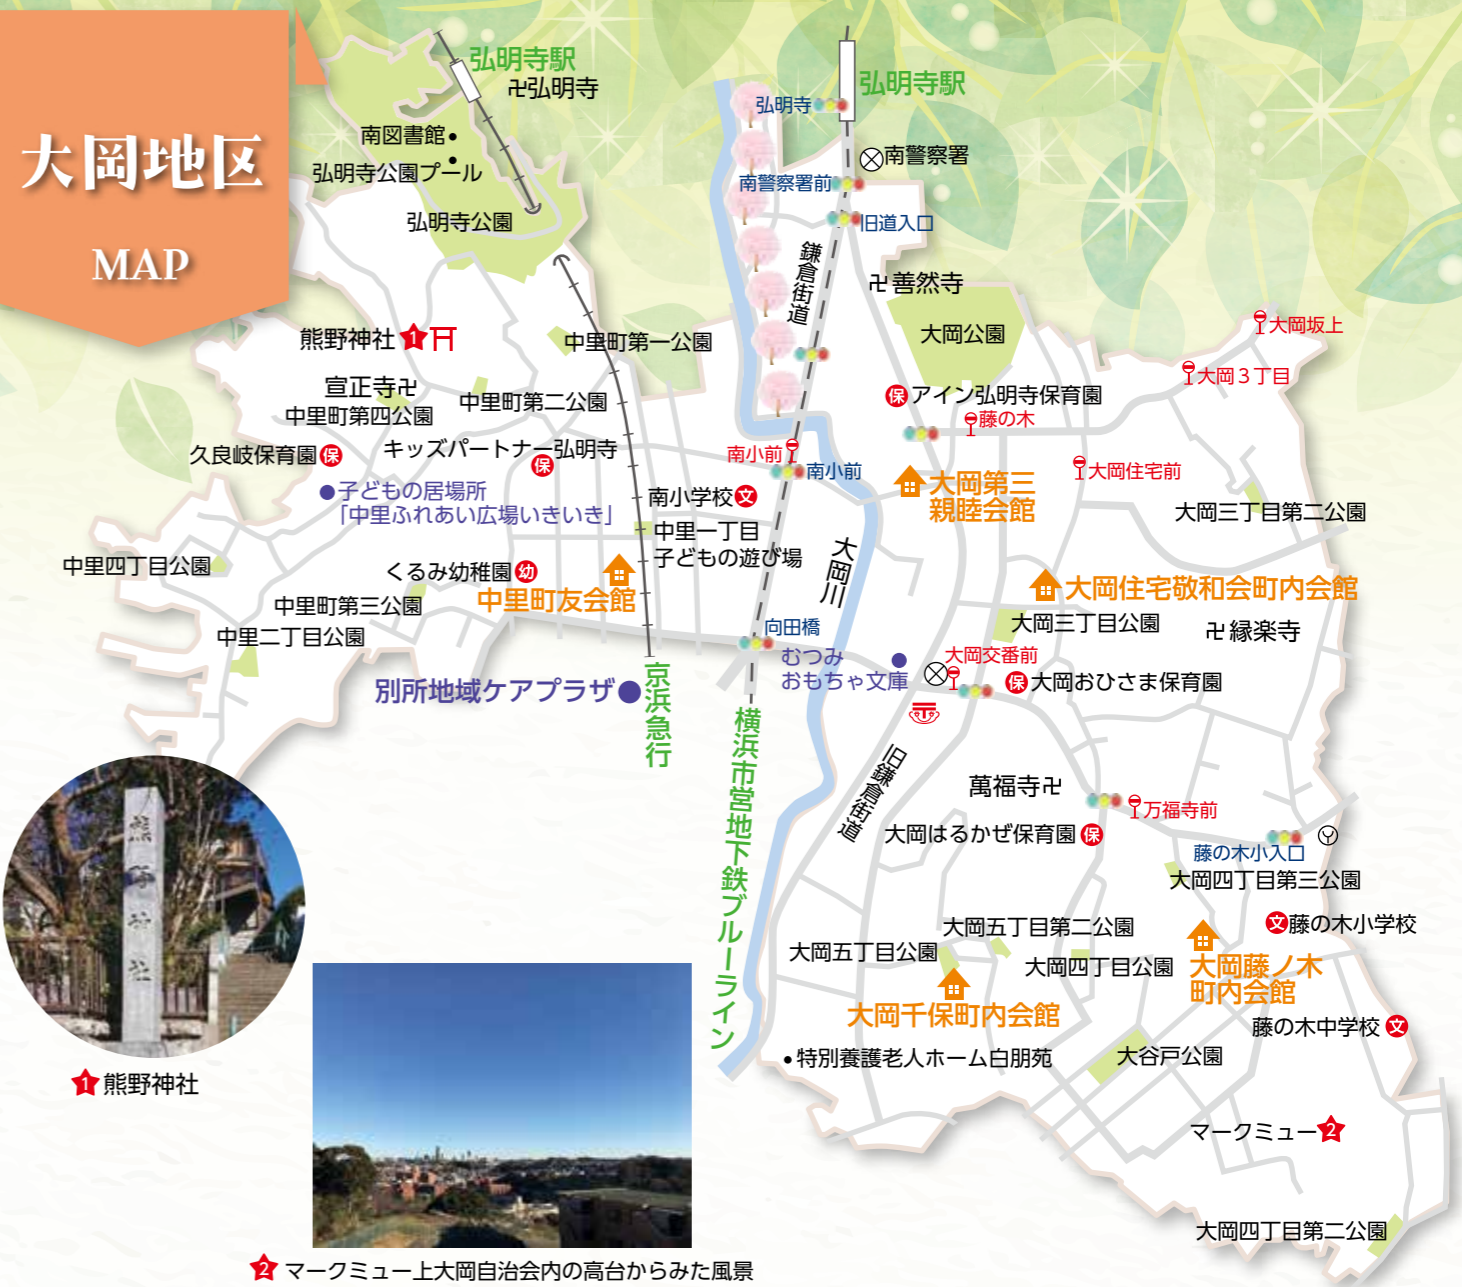 大岡地区
MAP
弘明寺駅
卍弘明寺
南図書館
弘明寺公園プール
弘明寺公園
弘明寺
弘明寺駅
南警察署
南警察署前
旧道入口
鎌倉街道
卍善然寺
大岡公園
大岡坂上
大岡3丁目
熊野神社 1
中里町第一公園
宣正寺卍
中里町第四公園
中里町第二公園
保 アイン弘明寺保育園
藤の木
久良岐保育園 保
キッズパートナー弘明寺
保
南小前
南小前
大岡住宅前
大岡第三
親睦会館
子どもの居場所
「中里ふれあい広場いきいき」
南小学校 文
大岡三丁目第二公園
中里一丁目
子どもの遊び場
大岡川
中里四丁目公園
くるみ幼稚園 幼
中里町友会館
中里町第三公園
中里二丁目公園
大岡住宅敬和会町内会館
大岡三丁目公園
卍縁楽寺
向田橋
むつみ
おもちゃ文庫
大岡交番前
保 大岡おひさま保育園
別所地域ケアプラザ
京浜急行
横浜市営地下鉄ブルーライン
旧鎌倉街道
萬福寺卍
万福寺前
大岡はるかぜ保育園 保
藤の木小入口
大岡四丁目第三公園
文 藤の木小学校
大岡五丁目第二公園
大岡五丁目公園
大岡四丁目公園
大岡藤ノ木
町内会館
大岡千保町内会館
藤の木中学校 文
特別養護老人ホーム白朋苑
大谷戸公園
マークミュー 2
大岡四丁目第二公園
熊野神社
1 熊野神社
2 マークミュー上大岡自治会内の高台からみた風景